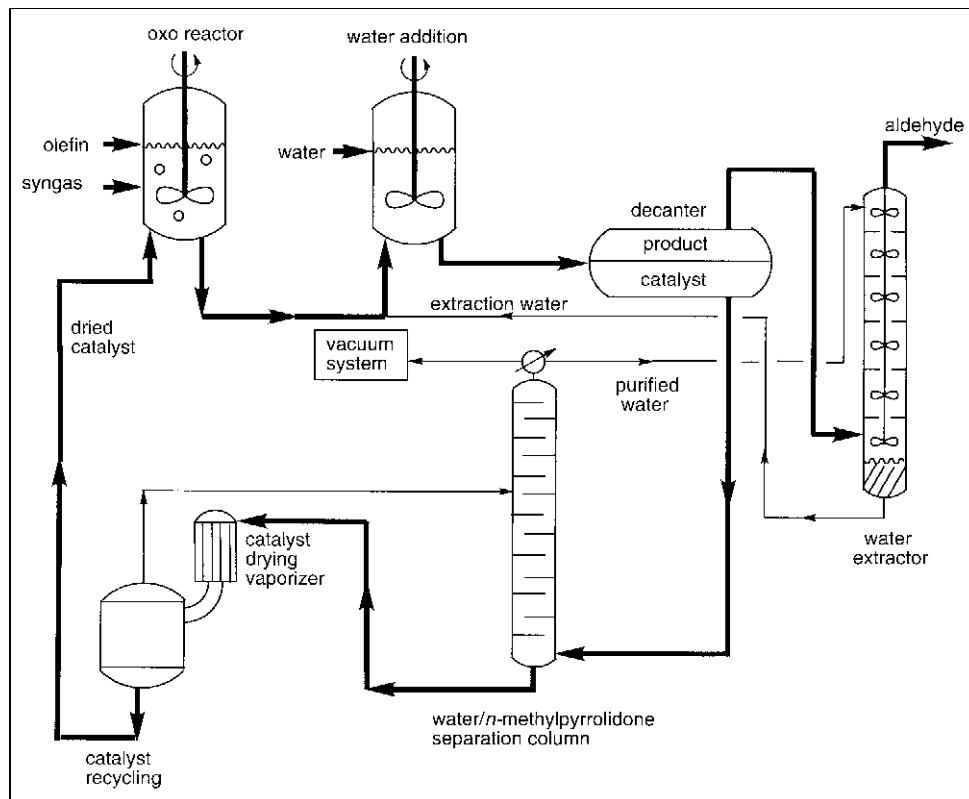 oxo reactor
water addition
olefin
syngas
water
aldehyde
decanter
product
catalyst
extraction water
dried
catalyst
vacuum
system
purified
water
catalyst
drying
vaporizer
water
extractor
water/n-methylpyrrolidone
separation column
catalyst
recycling